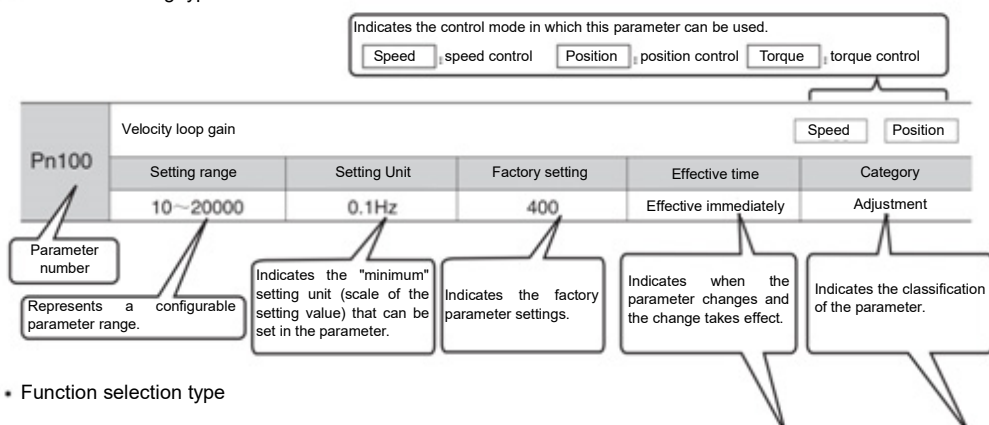 Indicates the control mode in which this parameter can be used.
Speed : speed control Position : position control Torque : torque control
Velocity loop gain Speed Position
Pn100
Setting range Setting Unit Factory setting Effective time Category
10~20000 0.1Hz 400 Effective immediately Adjustment
Parameter
number
Represents a configurable
parameter range.
Indicates the "minimum"
setting unit (scale of the
setting value) that can be
set in the parameter.
Indicates the factory
parameter settings.
Indicates when the
parameter changes and
the change takes effect.
Indicates the classification
of the parameter.
• Function selection type